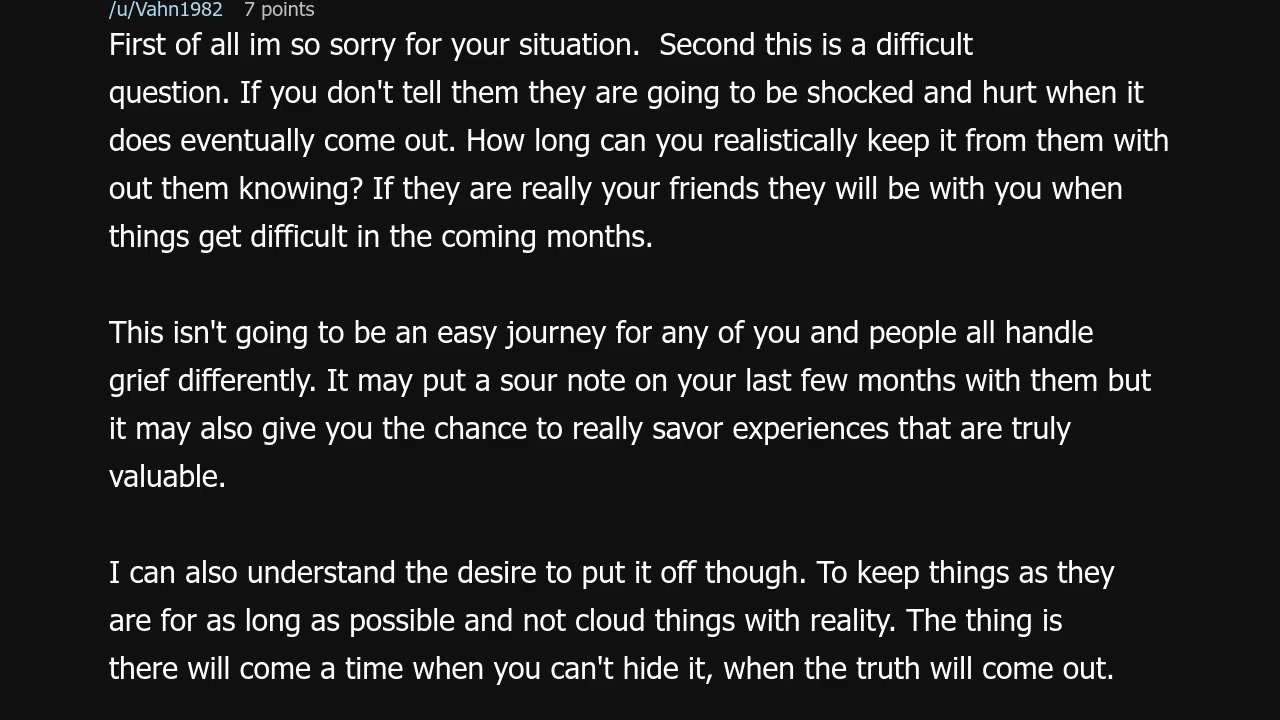 /u/Vahn1982 7 points
First of all im so sorry for your situation.  Second this is a difficult
question. If you don't tell them they are going to be shocked and hurt when it
does eventually come out. How long can you realistically keep it from them with
out them knowing? If they are really your friends they will be with you when
things get difficult in the coming months.
This isn't going to be an easy journey for any of you and people all handle
grief differently. It may put a sour note on your last few months with them but
it may also give you the chance to really savor experiences that are truly
valuable.
I can also understand the desire to put it off though. To keep things as they
are for as long as possible and not cloud things with reality. The thing is
there will come a time when you can't hide it, when the truth will come out.